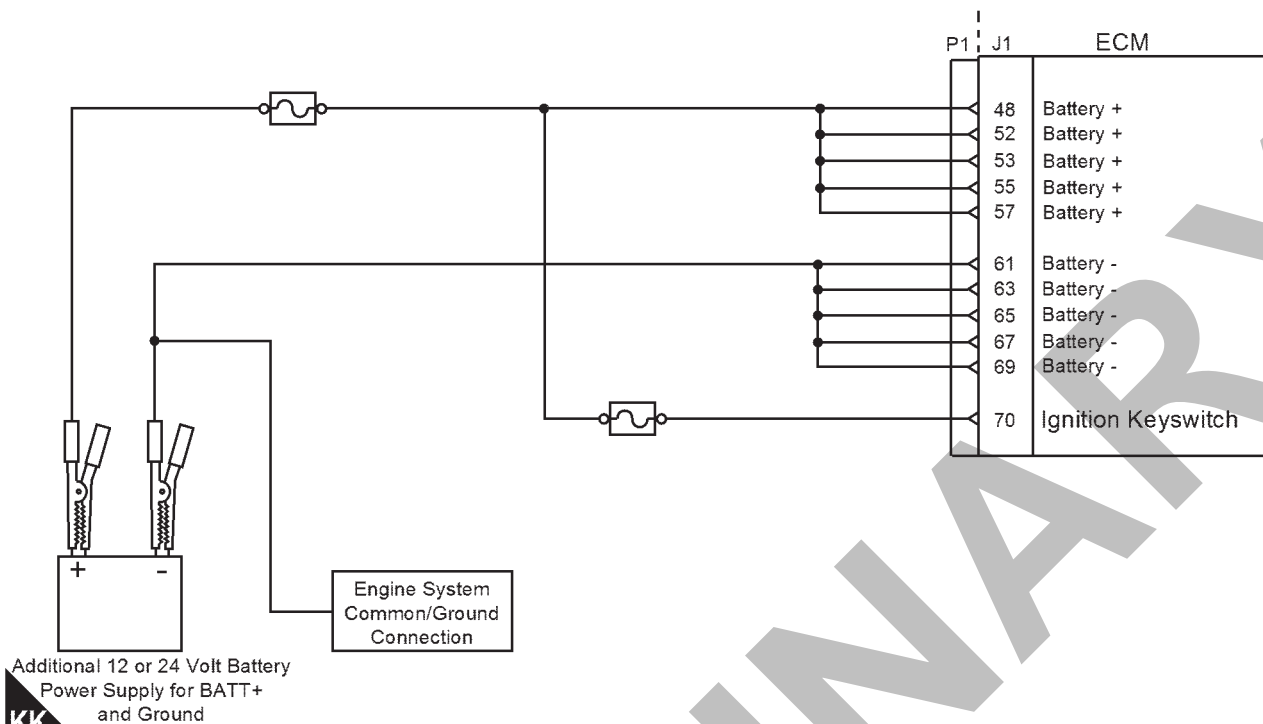 P1 J1 ECM
48 Battery +
52 Battery +
53 Battery +
55 Battery +
57 Battery +
61 Battery -
63 Battery -
65 Battery -
67 Battery -
69 Battery -
70 Ignition Keyswitch
+ -
Engine System
Common/Ground
Connection
Additional 12 or 24 Volt Battery
Power Supply for BATT+
and Ground
KK
INARY